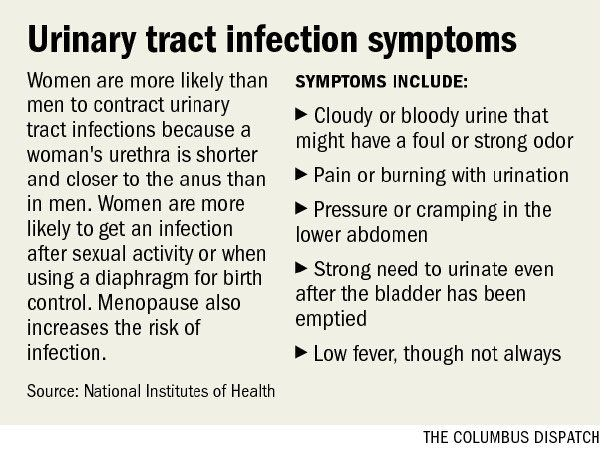 Urinary tract infection symptoms
Women are more likely than
men to contract urinary
tract infections because a
woman's urethra is shorter
and closer to the anus than
in men. Women are more
likely to get an infection
after sexual activity or when
using a diaphragm for birth
control. Menopause also
increases the risk of
infection.
SYMPTOMS INCLUDE:
▶ Cloudy or bloody urine that
might have a foul or strong odor
▶ Pain or burning with urination
▶ Pressure or cramping in the
lower abdomen
▶ Strong need to urinate even
after the bladder has been
emptied
▶ Low fever, though not always
Source: National Institutes of Health
THE COLUMBUS DISPATCH